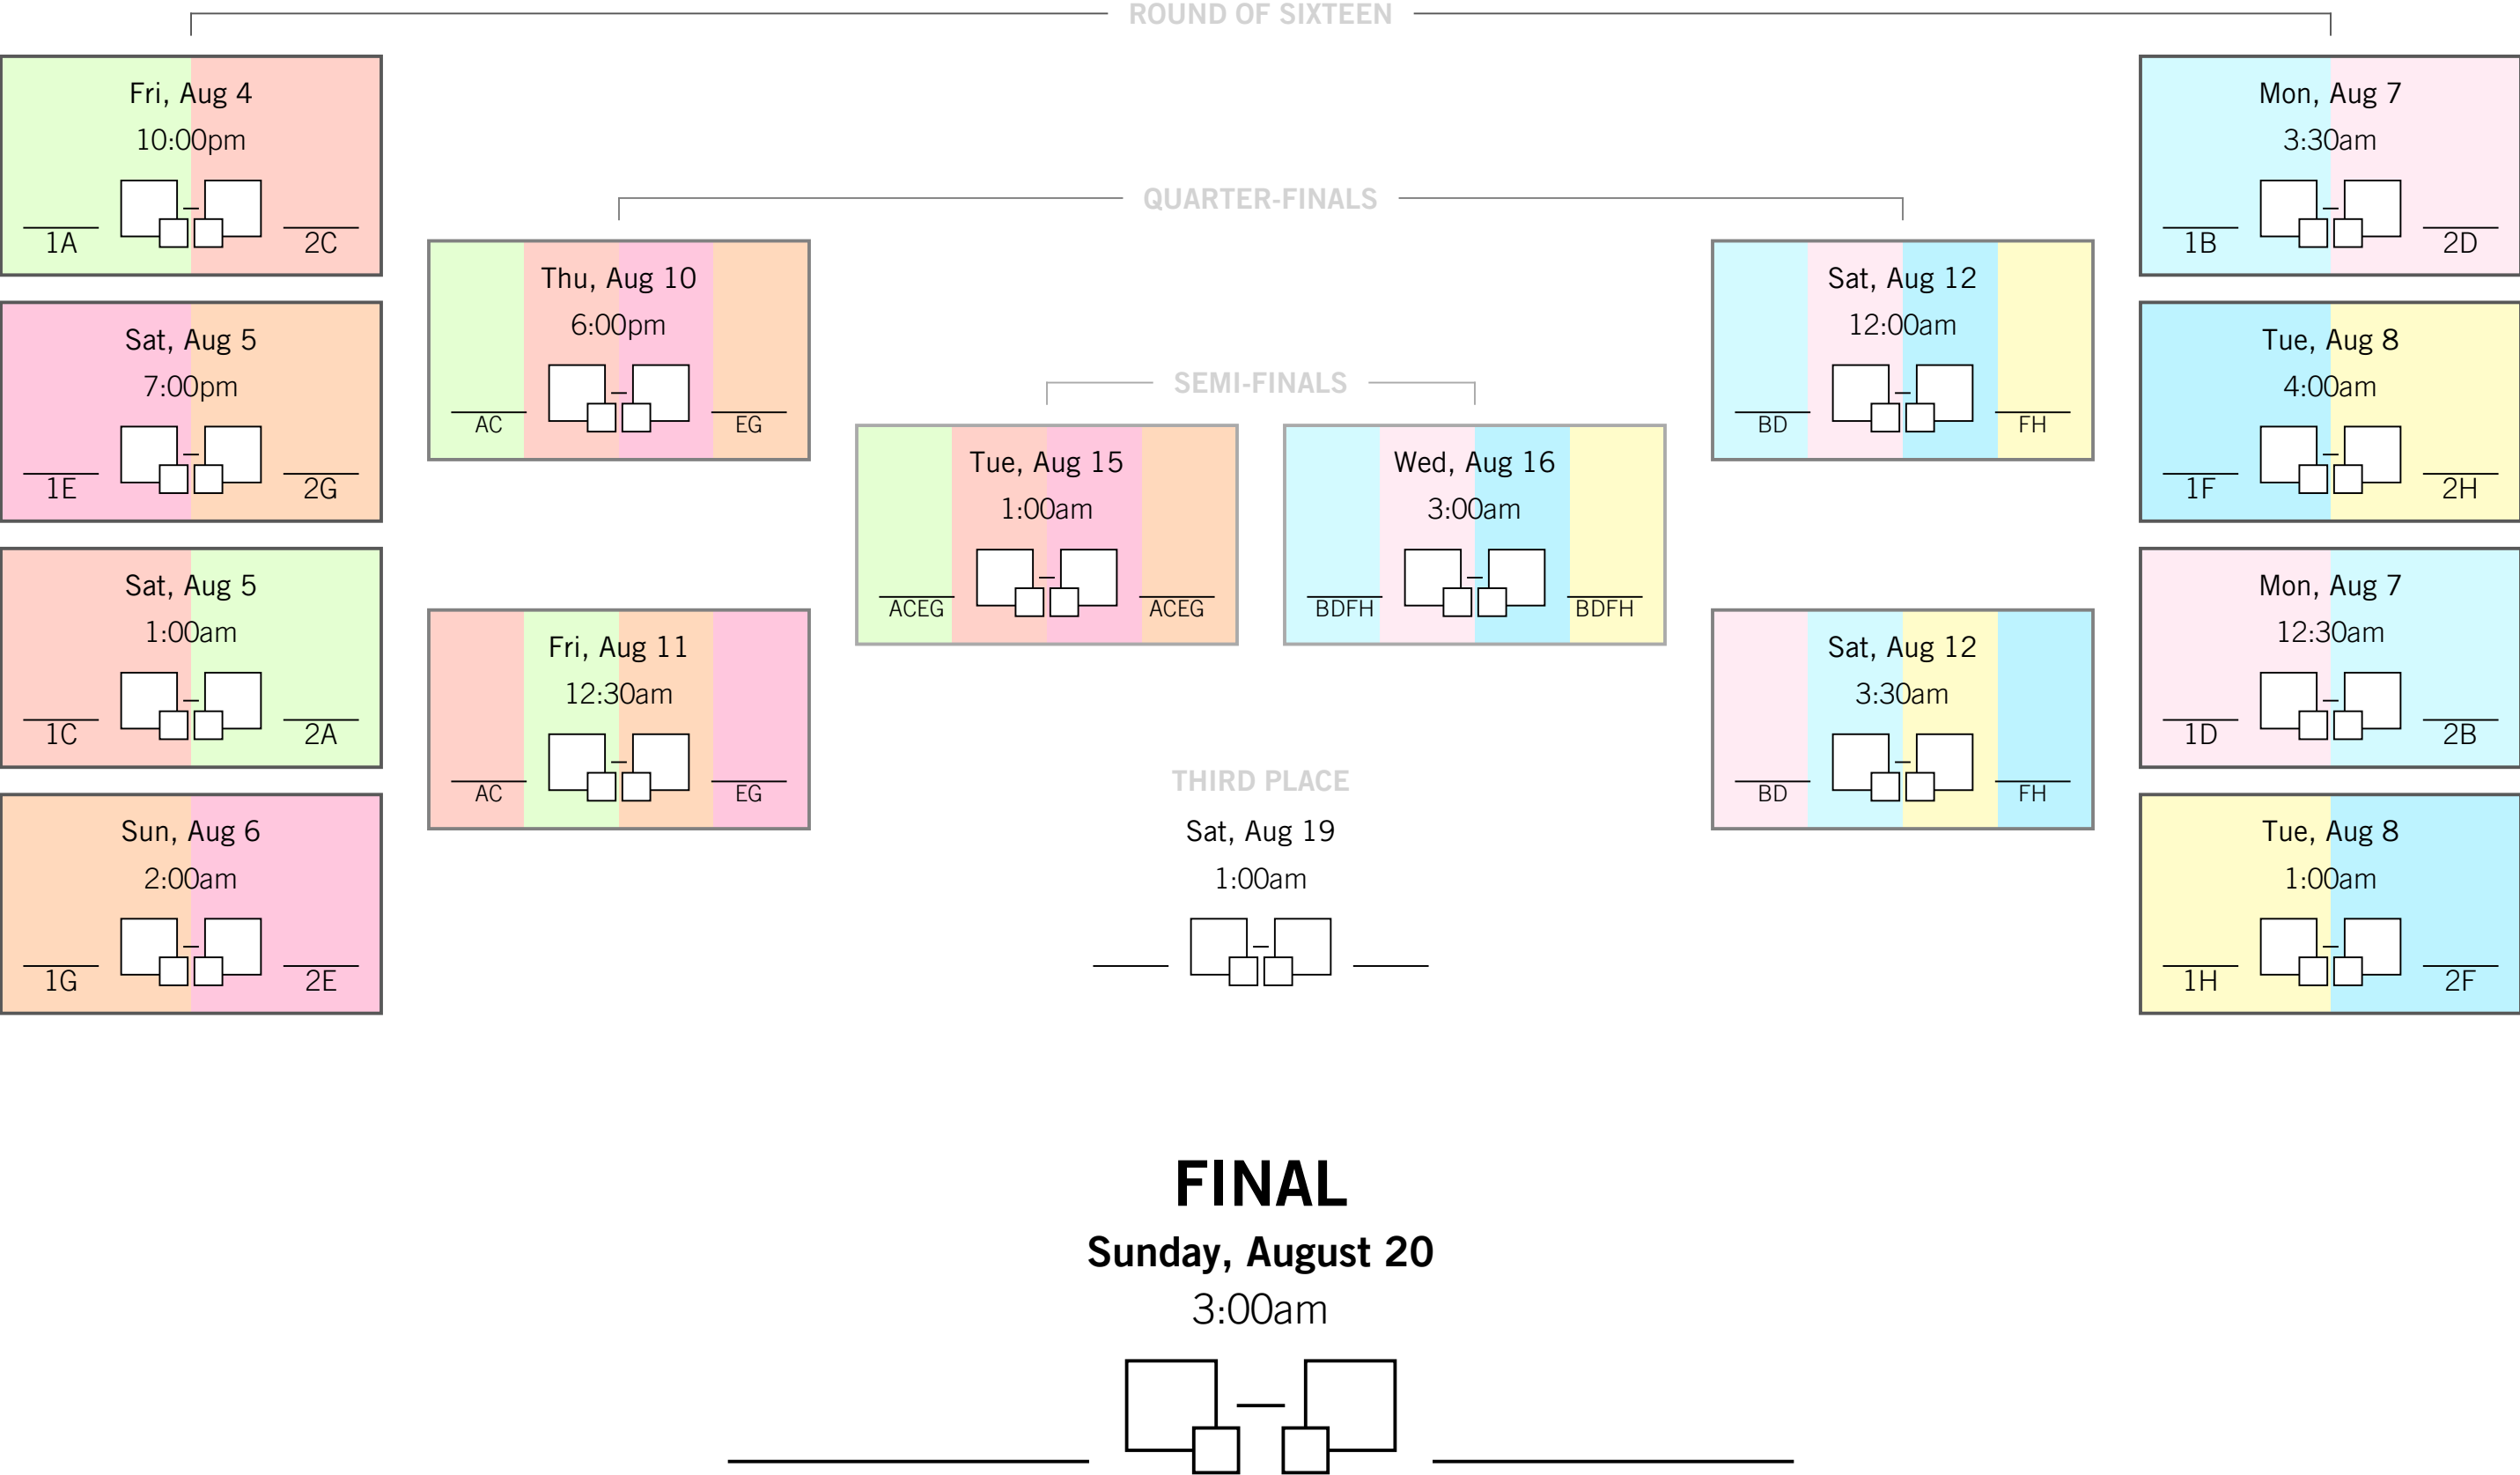 ROUND OF SIXTEEN
Fri, Aug 4
10:00pm
1A 2C
Sat, Aug 5
7:00pm
1E 2G
Sat, Aug 5
1:00am
1C 2A
Sun, Aug 6
2:00am
1G 2E
QUARTER-FINALS
Thu, Aug 10
6:00pm
AC EG
Fri, Aug 11
12:30am
AC EG
SEMI-FINALS
Tue, Aug 15
1:00am
ACEG ACEG
Wed, Aug 16
3:00am
BDFH BDFH
Sat, Aug 12
12:00am
BD FH
Sat, Aug 12
3:30am
BD FH
Mon, Aug 7
3:30am
1B 2D
Tue, Aug 8
4:00am
1F 2H
Mon, Aug 7
12:30am
1D 2B
Tue, Aug 8
1:00am
1H 2F
THIRD PLACE
Sat, Aug 19
1:00am
FINAL
Sunday, August 20
3:00am